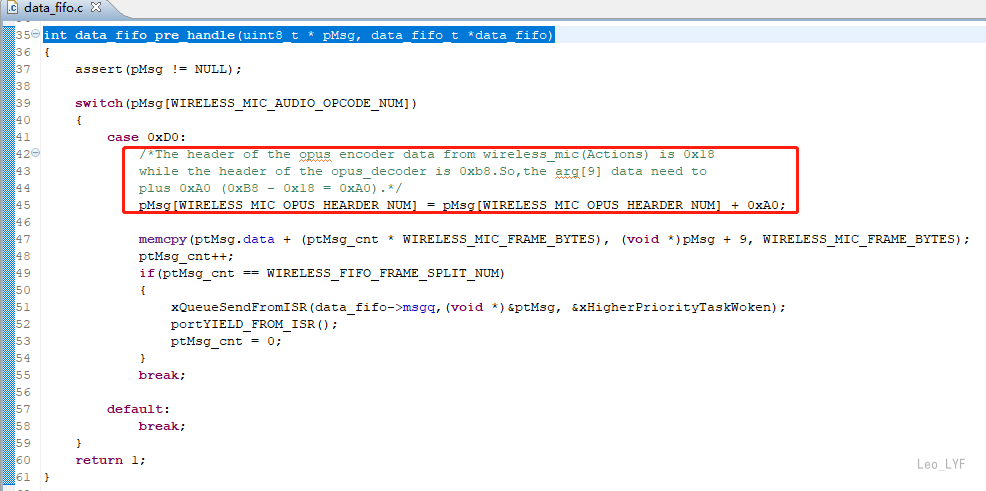 data_fifo.c
35 int data_fifo_pre_handle(uint8_t * pMsg, data_fifo_t *data_fifo)
36 {
37     assert(pMsg != NULL);
38
39     switch(pMsg[WIRELESS_MIC_AUDIO_OPCODE_NUM])
40     {
41         case 0xD0:
42             /*The header of the opus encoder data from wireless_mic(Actions) is 0x18
43             while the header of the opus_decoder is 0xb8.So,the arg[9] data need to
44             plus 0xA0 (0xB8 - 0x18 = 0xA0).*/
45             pMsg[WIRELESS_MIC_OPUS_HEARDER_NUM] = pMsg[WIRELESS_MIC_OPUS_HEARDER_NUM] + 0xA0;
46
47             memcpy(ptMsg.data + (ptMsg_cnt * WIRELESS_MIC_FRAME_BYTES), (void *)pMsg + 9, WIRELESS_MIC_FRAME_BYTES);
48             ptMsg_cnt++;
49             if(ptMsg_cnt == WIRELESS_FIFO_FRAME_SPLIT_NUM)
50             {
51                 xQueueSendFromISR(data_fifo->msgq,(void *)&ptMsg, &xHigherPriorityTaskWoken);
52                 portYIELD_FROM_ISR();
53                 ptMsg_cnt = 0;
54             }
55             break;
56
57         default:
58             break;
59     }
60     return 1;
61 }
Leo_LYF